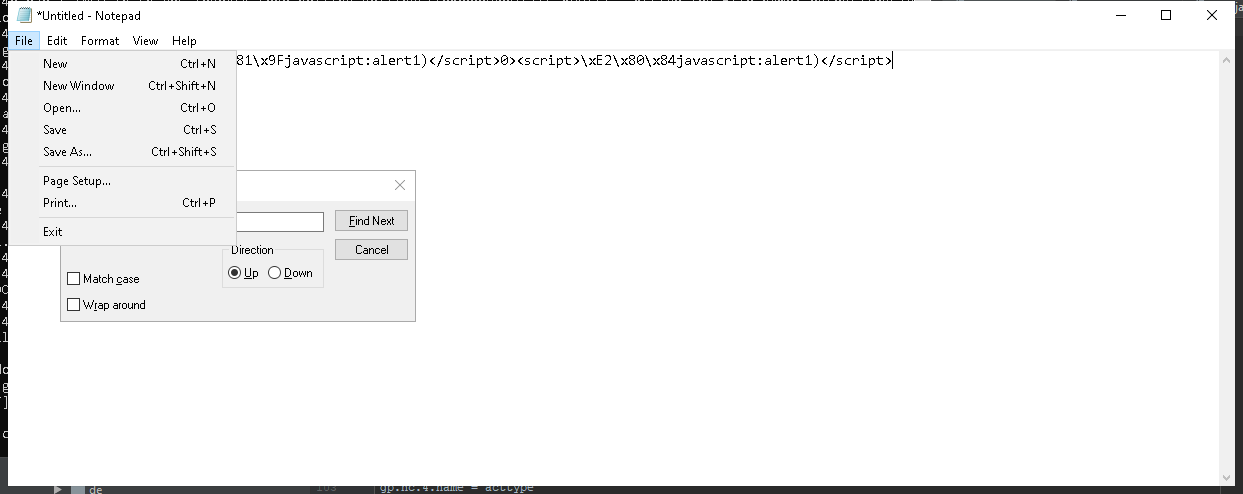 *Untitled - Notepad
File Edit Format View Help
81\x9Fjavascript:alert1)</script>0><script>\xE2\x80\x84javascript:alert1)</script>
New Ctrl+N
New Window Ctrl+Shift+N
Open... Ctrl+O
Save Ctrl+S
Save As... Ctrl+Shift+S
Page Setup...
Print... Ctrl+P
Exit
Find Next
Cancel
Direction
Up Down
Match case
Wrap around
de
gp.nc.4.name = acttype